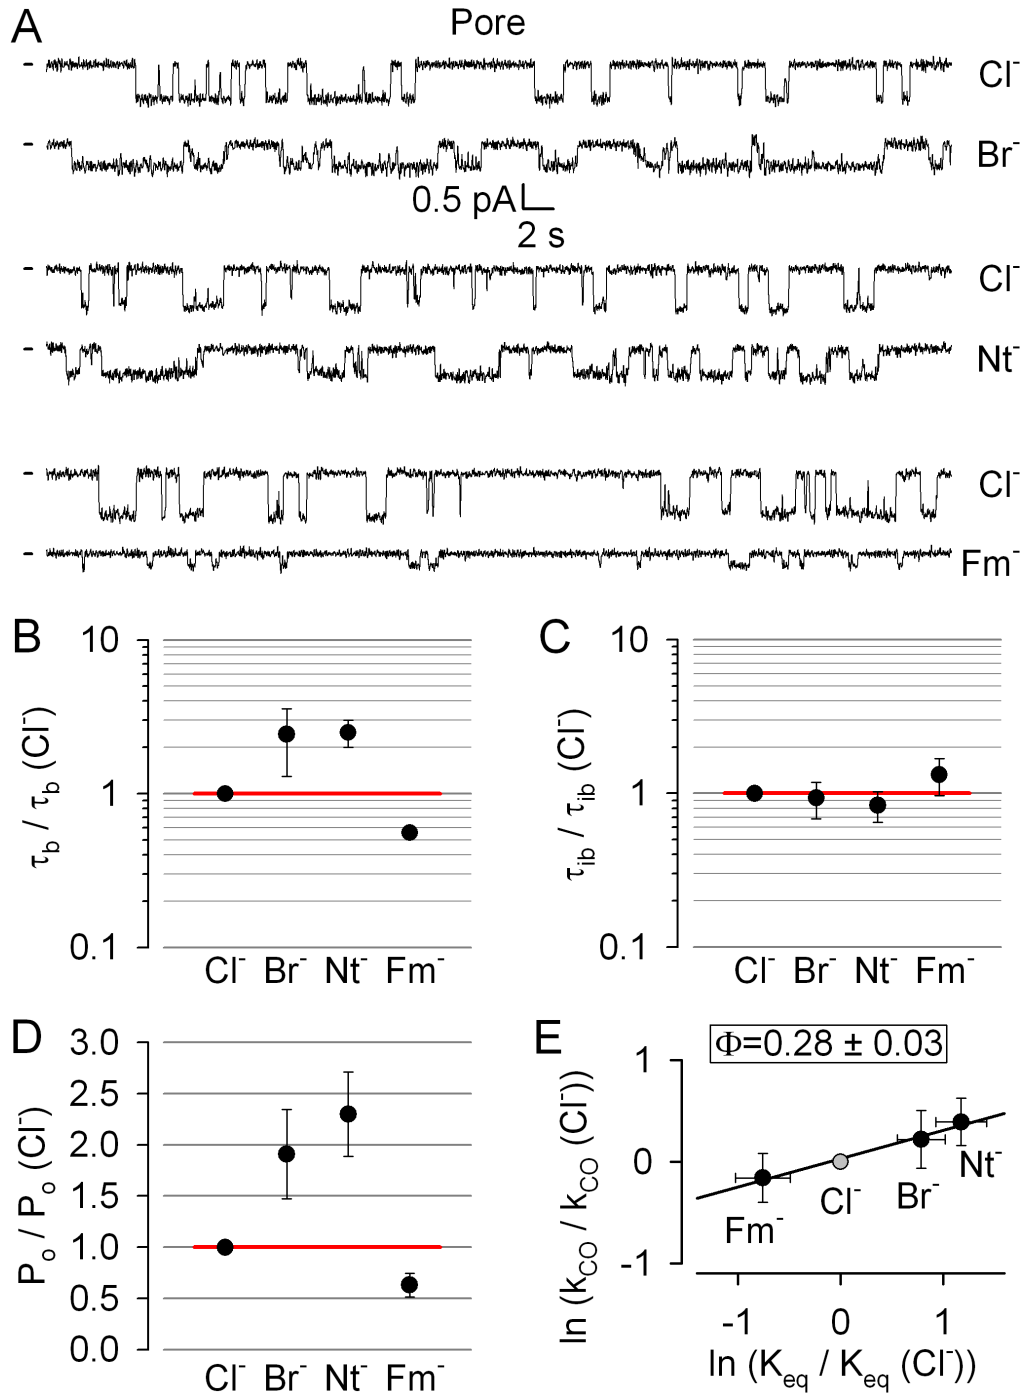 A
Pore
Cl⁻
Br⁻
0.5 pA
2 s
Cl⁻
Nt⁻
Cl⁻
Fm⁻
B
10
1
0.1
τb / τb (Cl⁻)
Cl⁻ Br⁻ Nt⁻ Fm⁻
C
10
1
0.1
τib / τib (Cl⁻)
Cl⁻ Br⁻ Nt⁻ Fm⁻
D
3.0
2.5
2.0
1.5
1.0
0.5
0.0
Po / Po (Cl⁻)
Cl⁻ Br⁻ Nt⁻ Fm⁻
E
Φ=0.28 ± 0.03
1
0
-1
ln (kCO / kCO (Cl⁻))
Fm⁻
Cl⁻
Br⁻
Nt⁻
-1 0 1
ln (Keq / Keq (Cl⁻))